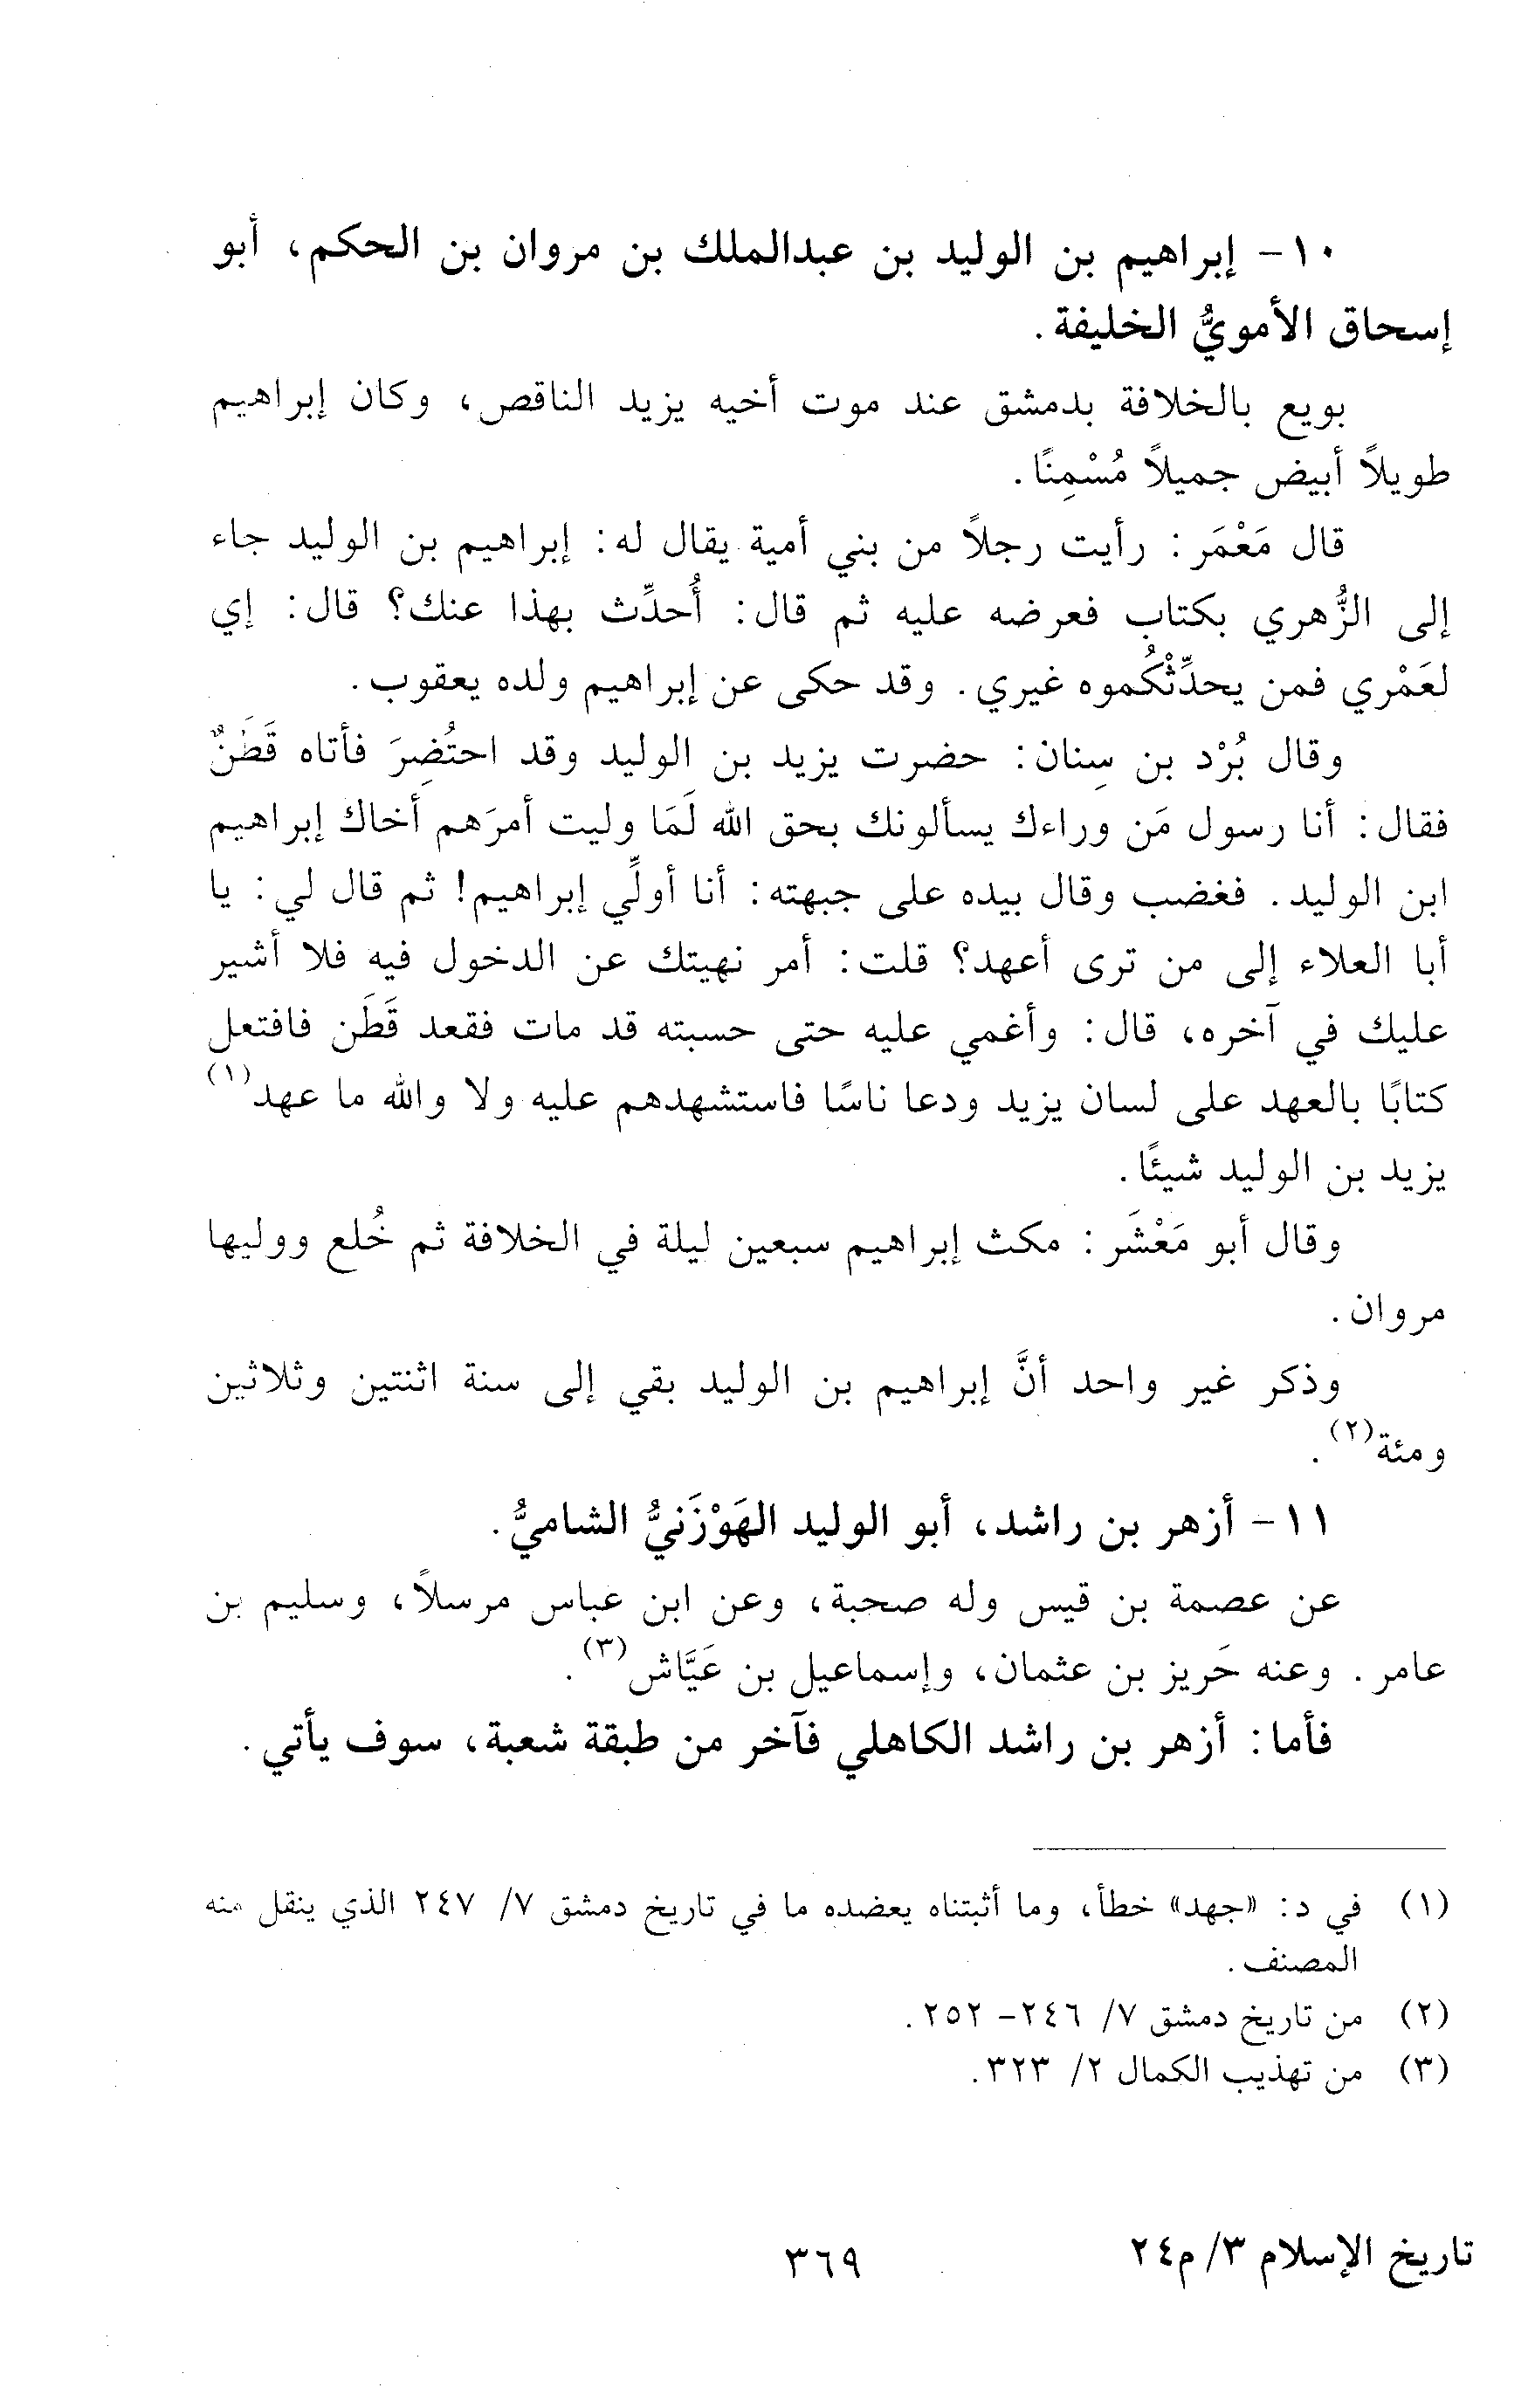 ١٠- إبراهيم بن الوليد بن عبدالملك بن مروان بن الحكم، أبو
إسحاق الأمويُّ الخليفة.
بويع بالخلافة بدمشق عند موت أخيه يزيد الناقص، وكان إبراهيم
طويلاً أبيض جميلاً مُسْمِنًا.
قال مَعْمَر: رأيت رجلاً من بني أمية يقال له: إبراهيم بن الوليد جاء
إلى الزُّهري بكتاب فعرضه عليه ثم قال: أُحدِّث بهذا عنك؟ قال: إي
لعَمْري فمن يحدِّثْكُموه غيري. وقد حكى عن إبراهيم ولده يعقوب.
وقال بُرْد بن سِنان: حضرت يزيد بن الوليد وقد احتُضِرَ فأتاه قَطَنٌ
فقال: أنا رسول مَن وراءك يسألونك بحق الله لَمَا وليت أمرَهم أخاك إبراهيم
ابن الوليد. فغضب وقال بيده على جبهته: أنا أولِّي إبراهيم! ثم قال لي: يا
أبا العلاء إلى من ترى أعهد؟ قلت: أمر نهيتك عن الدخول فيه فلا أشير
عليك في آخره، قال: وأغمي عليه حتى حسبته قد مات فقعد قَطَن فافتعل
كتابًا بالعهد على لسان يزيد ودعا ناسًا فاستشهدهم عليه ولا والله ما عهد(١)
يزيد بن الوليد شيئًا.
وقال أبو مَعْشَر: مكث إبراهيم سبعين ليلة في الخلافة ثم خُلع ووليها
مروان.
وذكر غير واحد أنَّ إبراهيم بن الوليد بقي إلى سنة اثنتين وثلاثين
ومئة(٢).
١١- أزهر بن راشد، أبو الوليد الهَوْزَنيُّ الشاميُّ.
عن عصمة بن قيس وله صحبة، وعن ابن عباس مرسلاً، وسليم بن
عامر. وعنه حَريز بن عثمان، وإسماعيل بن عَيَّاش(٣).
فأما: أزهر بن راشد الكاهلي فآخر من طبقة شعبة، سوف يأتي.
(١) في د: «جهد» خطأ، وما أثبتناه يعضده ما في تاريخ دمشق ٧/ ٢٤٧ الذي ينقل منه
المصنف.
(٢) من تاريخ دمشق ٧/ ٢٤٦- ٢٥٢.
(٣) من تهذيب الكمال ٢/ ٣٢٣.
تاريخ الإسلام ٣/ م٢٤
٣٦٩